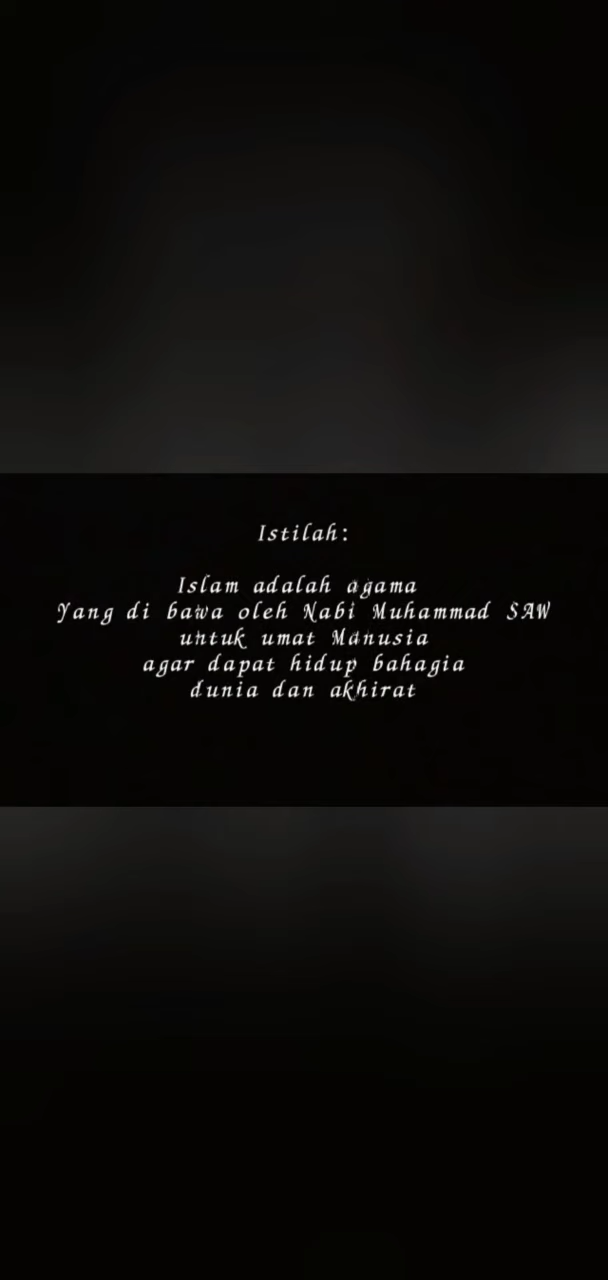 Istilah:
Islam adalah agama
Yang di bawa oleh Nabi Muhammad SAW
untuk umat Manusia
agar dapat hidup bahagia
dunia dan akhirat